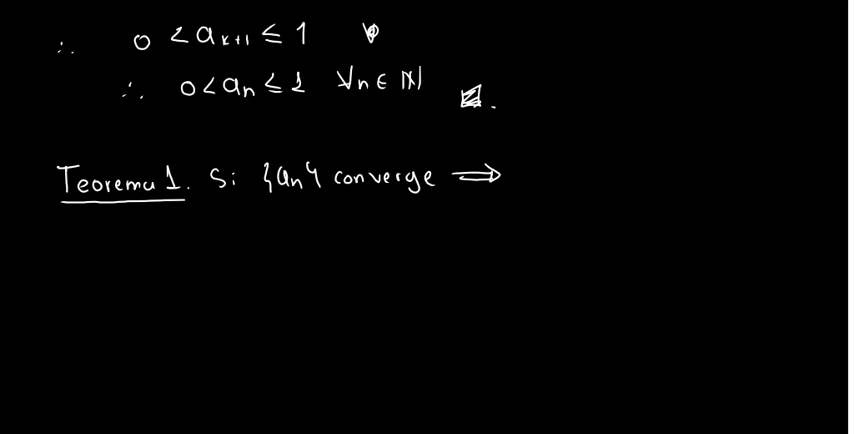 ∴ 0 < a_{k+1} ≤ 1
∴ 0 < a_n ≤ 1 ∀n ∈ ℕ
Teorema 1. Si {a_n} converge ⟹